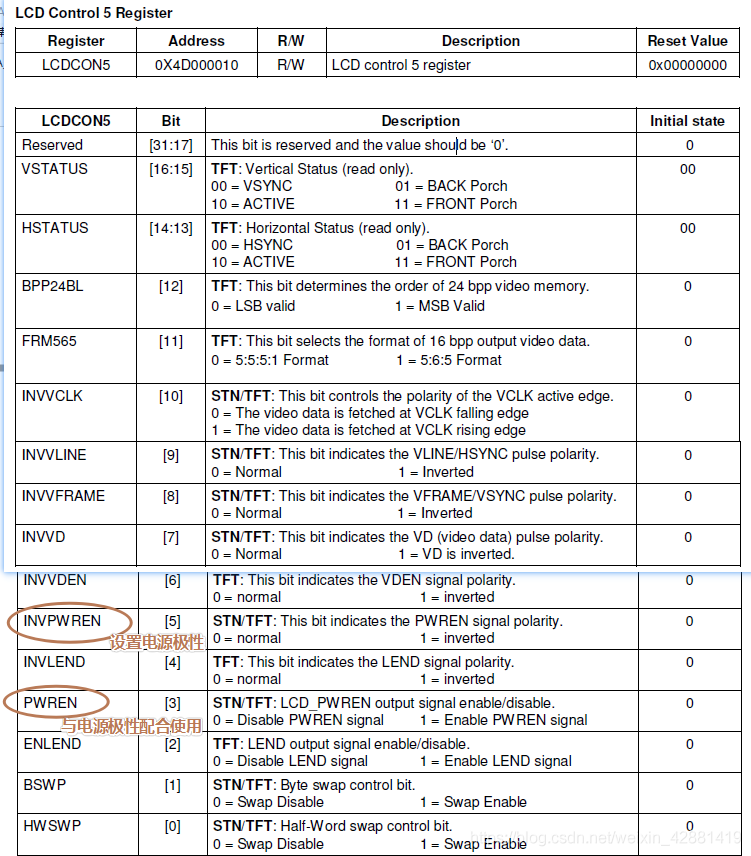 LCD Control 5 Register
Register Address R/W Description Reset Value
LCDCON5 0X4D000010 R/W LCD control 5 register 0x00000000
LCDCON5 Bit Description Initial state
Reserved [31:17] This bit is reserved and the value should be ‘0’. 0
VSTATUS [16:15] TFT: Vertical Status (read only). 00
00 = VSYNC 01 = BACK Porch
10 = ACTIVE 11 = FRONT Porch
HSTATUS [14:13] TFT: Horizontal Status (read only). 00
00 = HSYNC 01 = BACK Porch
10 = ACTIVE 11 = FRONT Porch
BPP24BL [12] TFT: This bit determines the order of 24 bpp video memory. 0
0 = LSB valid 1 = MSB Valid
FRM565 [11] TFT: This bit selects the format of 16 bpp output video data. 0
0 = 5:5:5:1 Format 1 = 5:6:5 Format
INVVCLK [10] STN/TFT: This bit controls the polarity of the VCLK active edge. 0
0 = The video data is fetched at VCLK falling edge
1 = The video data is fetched at VCLK rising edge
INVVLINE [9] STN/TFT: This bit indicates the VLINE/HSYNC pulse polarity. 0
0 = Normal 1 = Inverted
INVVFRAME [8] STN/TFT: This bit indicates the VFRAME/VSYNC pulse polarity. 0
0 = Normal 1 = Inverted
INVVD [7] STN/TFT: This bit indicates the VD (video data) pulse polarity. 0
0 = Normal 1 = VD is inverted.
INVVDEN [6] TFT: This bit indicates the VDEN signal polarity. 0
0 = normal 1 = inverted
INVPWREN [5] STN/TFT: This bit indicates the PWREN signal polarity. 0
设置电源极性 0 = normal 1 = inverted
INVLEND [4] TFT: This bit indicates the LEND signal polarity. 0
0 = normal 1 = inverted
PWREN [3] STN/TFT: LCD_PWREN output signal enable/disable. 0
与电源极性配合使用 0 = Disable PWREN signal 1 = Enable PWREN signal
ENLEND [2] TFT: LEND output signal enable/disable. 0
0 = Disable LEND signal 1 = Enable LEND signal
BSWP [1] STN/TFT: Byte swap control bit. 0
0 = Swap Disable 1 = Swap Enable
HWSWP [0] STN/TFT: Half-Word swap control bit. 0
0 = Swap Disable 1 = Swap Enable
https://blog.csdn.net/weixin_42881419